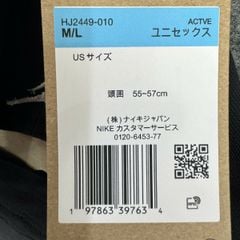 HJ2449-010
ACTVE
M/L
ユニセックス
USサイズ
頭囲 55~57cm
(株)ナイキジャパン
NIKE カスタマーサービス
0120-6453-77
1 97863 39763 4